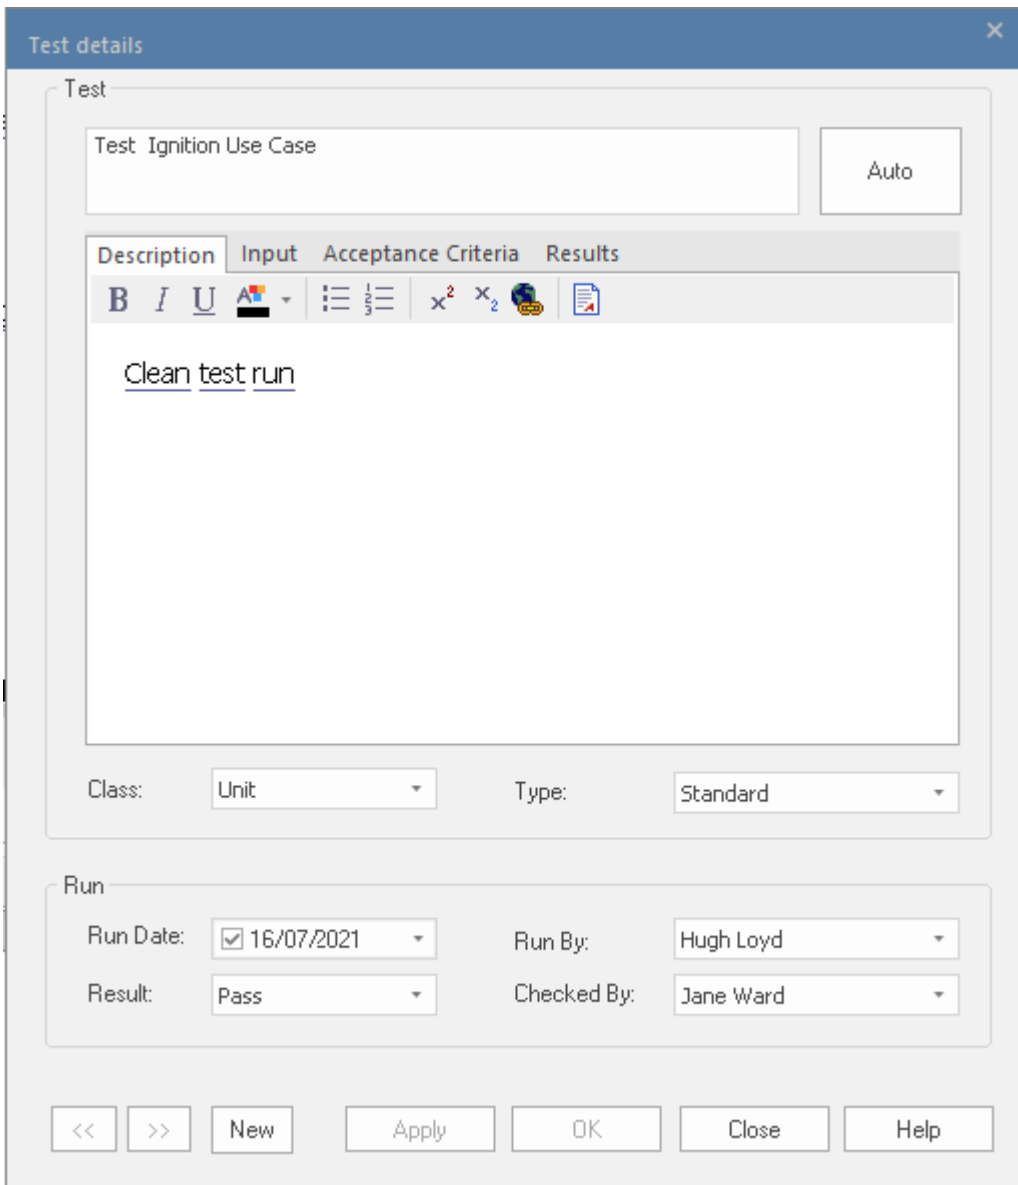 Test details
Test
Test  Ignition Use Case
Auto
Description Input Acceptance Criteria Results
B I U A x² x₂
Clean test run
Class: Unit Type: Standard
Run
Run Date: 16/07/2021 Run By: Hugh Loyd
Result: Pass Checked By: Jane Ward
<< >> New Apply OK Close Help